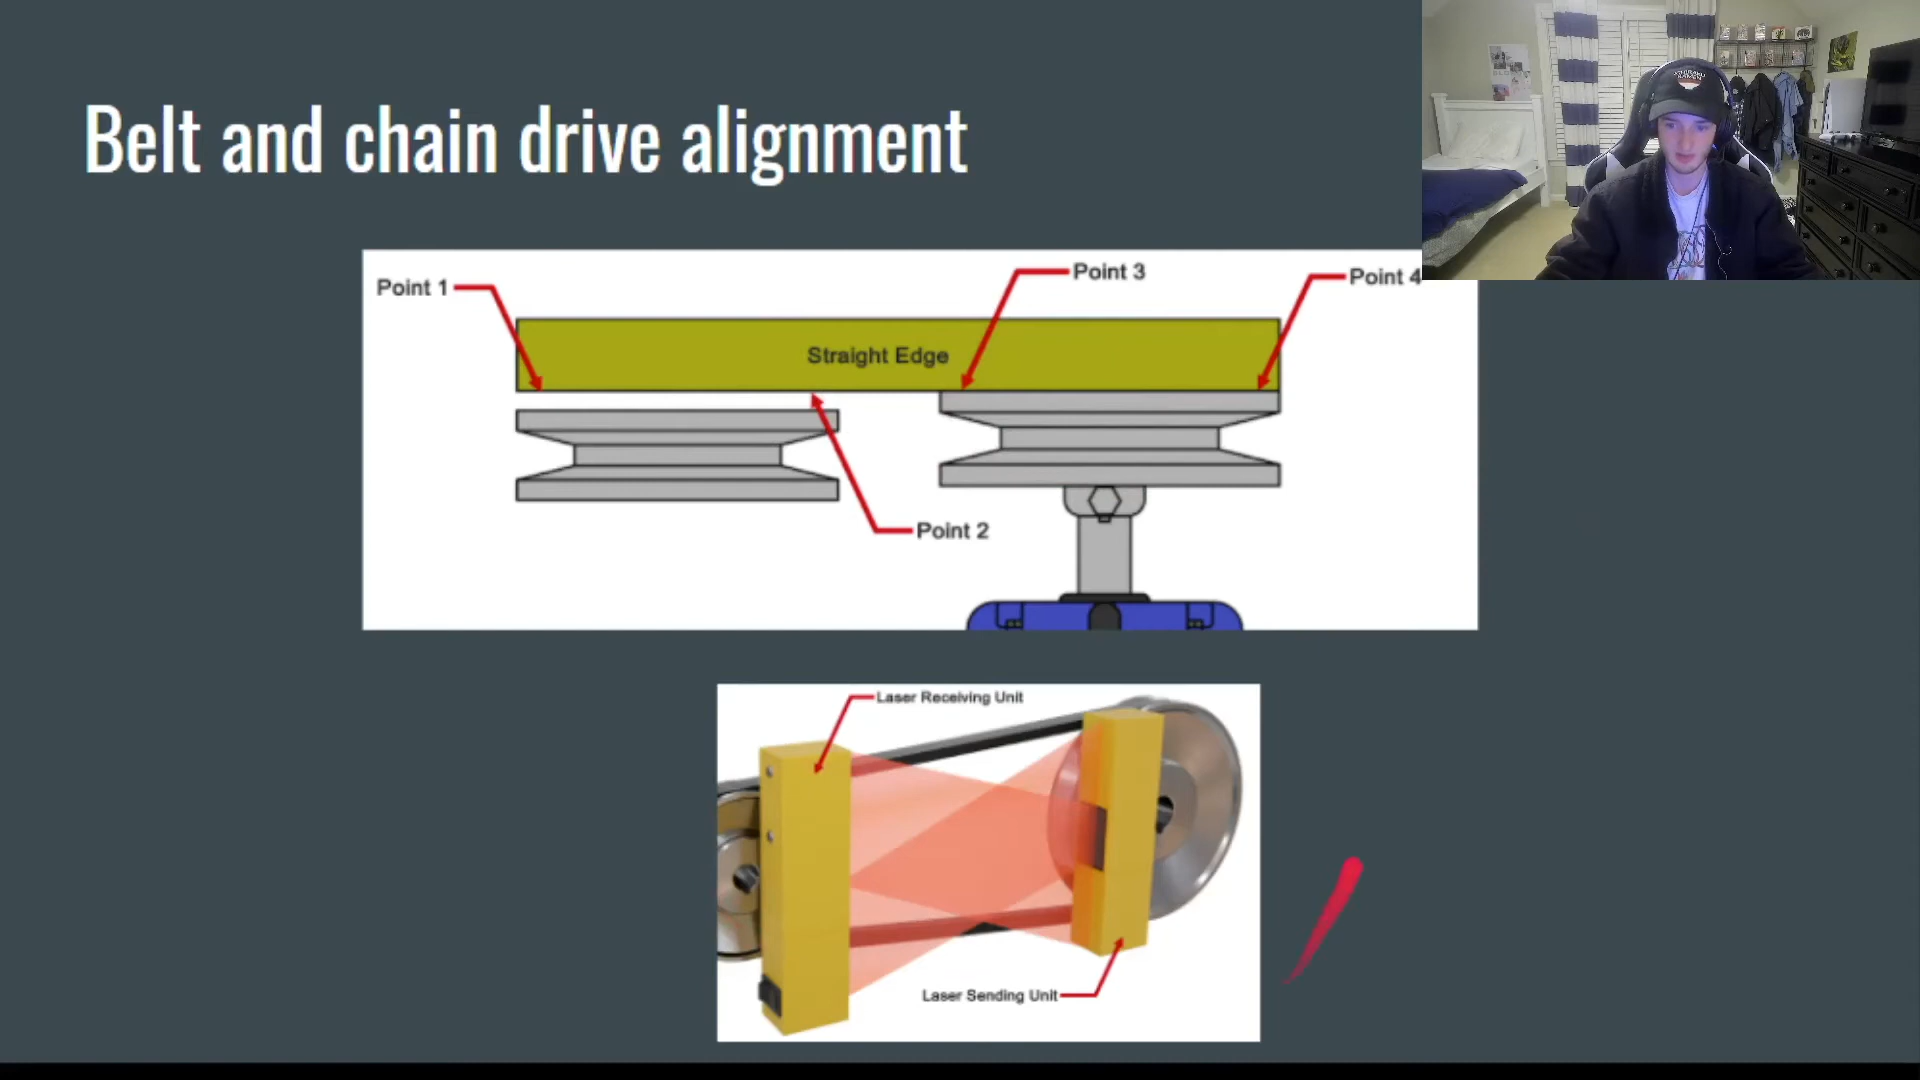 Belt and chain drive alignment
Point 1
Point 3
Point 4
Straight Edge
Point 2
Laser Receiving Unit
Laser Sending Unit